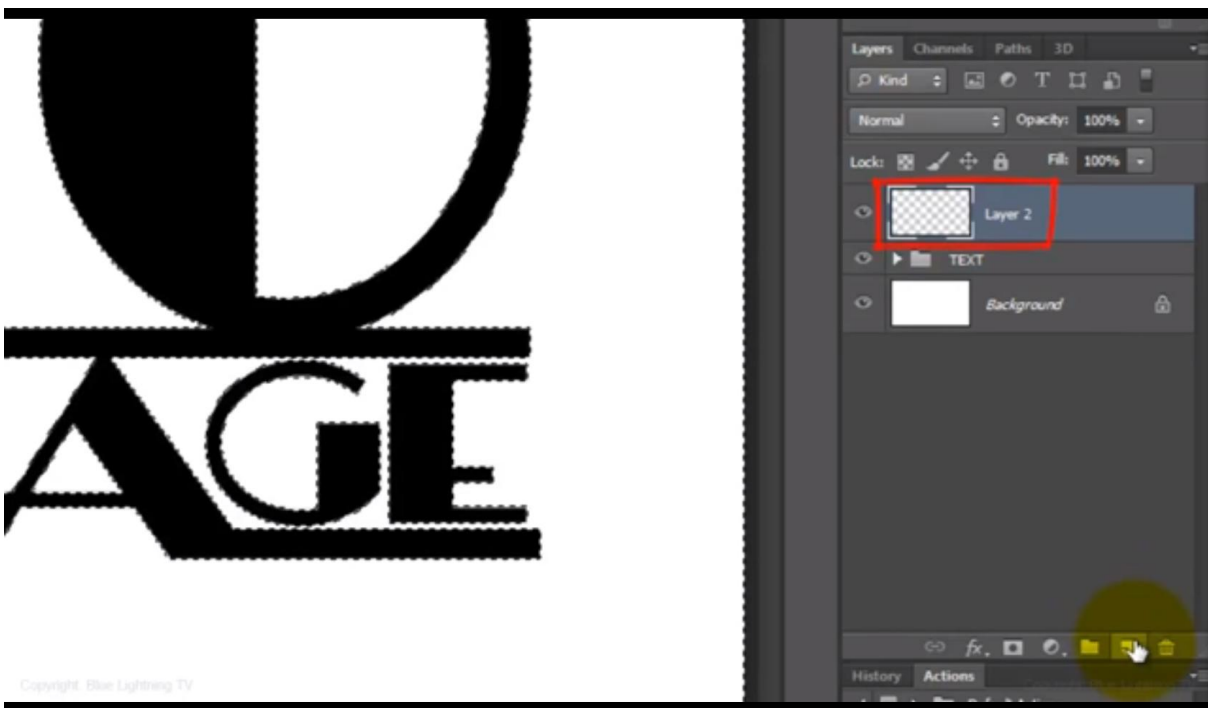 AGE
Layers Channels Paths 3D
Kind
Normal Opacity: 100%
Lock: Fill: 100%
Layer 2
TEXT
Background
fx.
History Actions
Copyright Blue Lightning TV